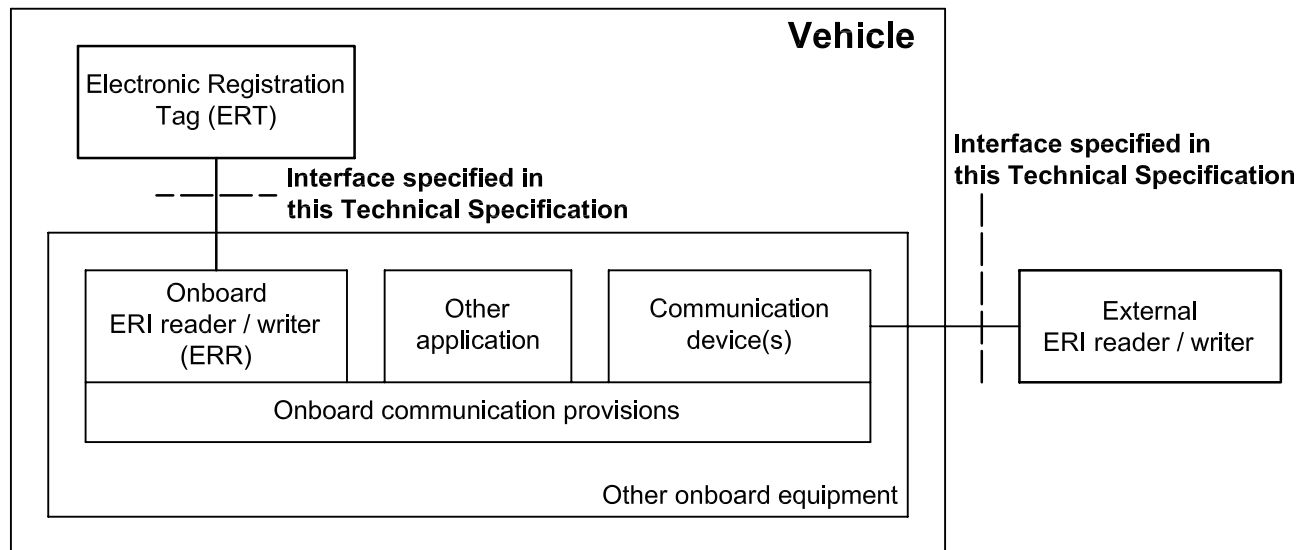 Vehicle
Electronic Registration
Tag (ERT)
Interface specified in
this Technical Specification
Interface specified in
this Technical Specification
Onboard
ERI reader / writer
(ERR)
Other
application
Communication
device(s)
External
ERI reader / writer
Onboard communication provisions
Other onboard equipment